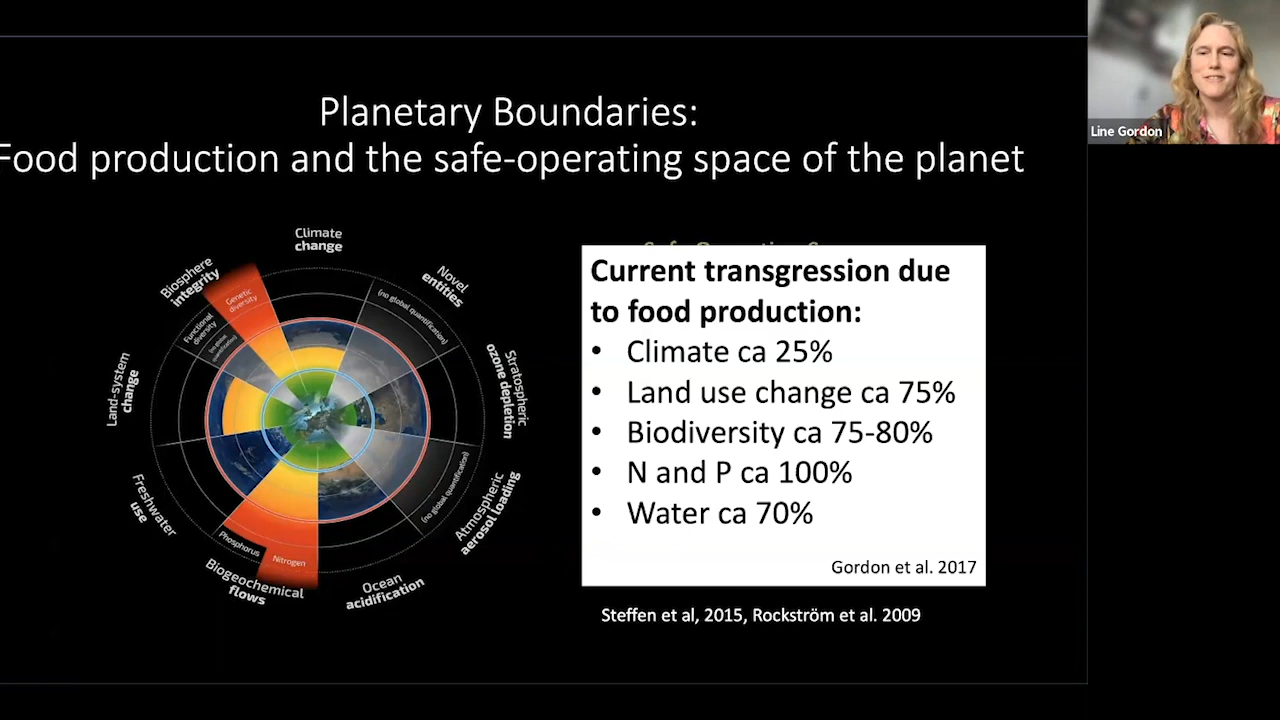 Line Gordon
Planetary Boundaries:
Food production and the safe-operating space of the planet
Climate
change
Novel
entities
(no global quantification)
Stratospheric
ozone depletion
Atmospheric
aerosol loading
(no global quantification)
Ocean
acidification
Biogeochemical
flows
Nitrogen
Phosphorus
Freshwater
use
Land-system
change
Biosphere
integrity
Genetic
diversity
Functional
diversity
(no global
quantification)
Current transgression due
to food production:
• Climate ca 25%
• Land use change ca 75%
• Biodiversity ca 75-80%
• N and P ca 100%
• Water ca 70%
Gordon et al. 2017
Steffen et al, 2015, Rockström et al. 2009